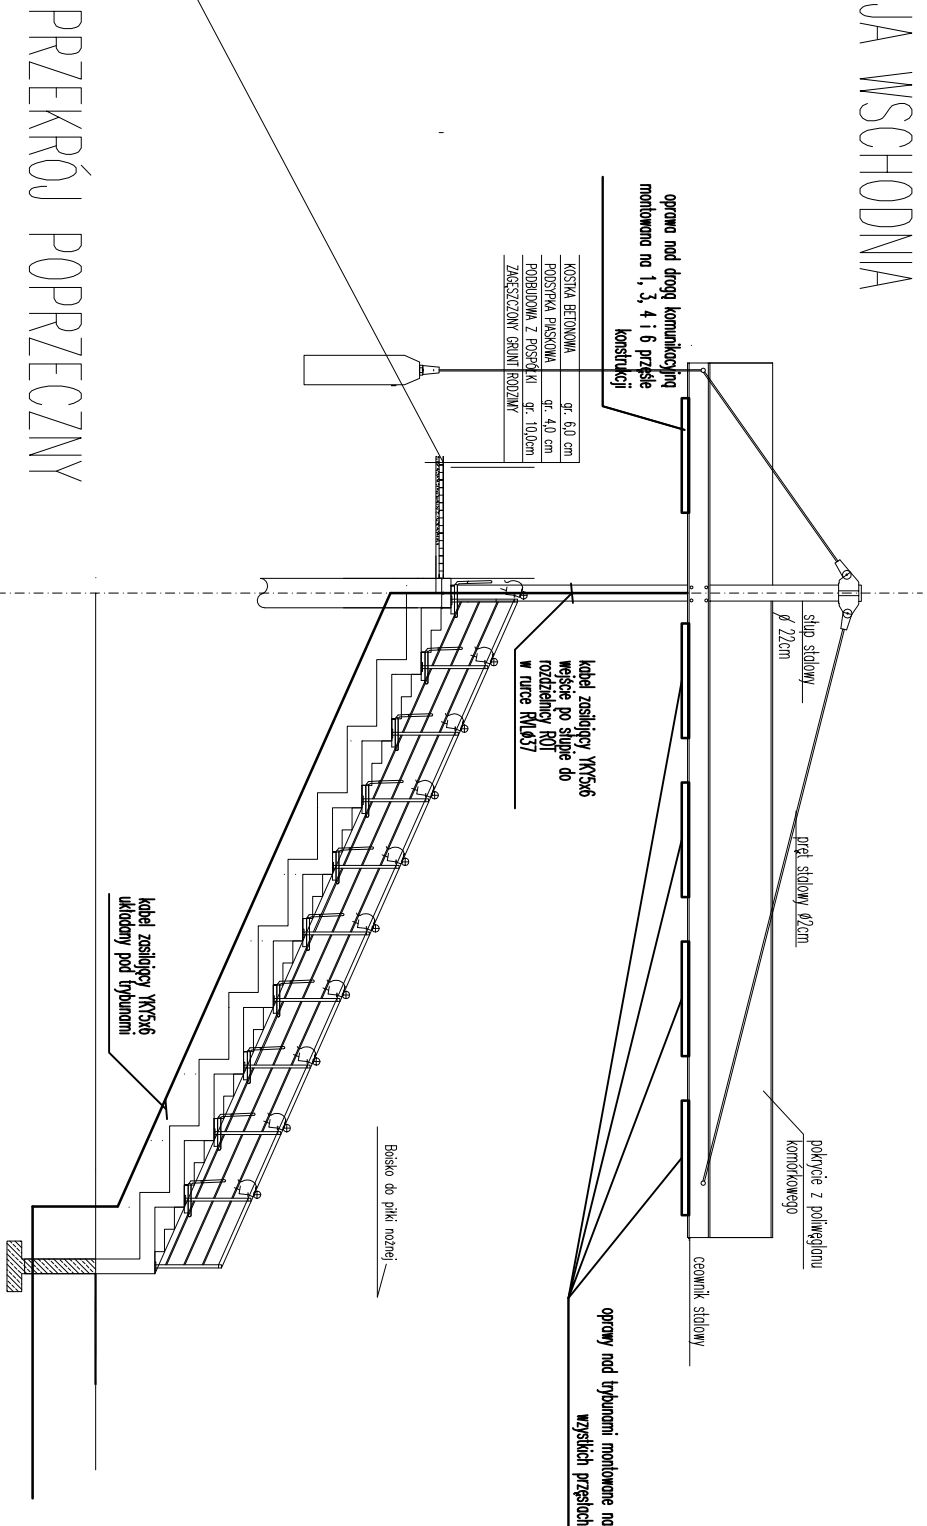 JA WSCHODNIA
oprawa nad drogą komunikacyjną
montowana na 1, 3, 4 i 6 przęśle
konstrukcji
KOSTKA BETONOWA gr. 6,0 cm
PODSYPKA PIASKOWA gr. 4,0 cm
PODBUDOWA Z POSPÓŁKI gr. 10,0cm
ZAGĘSZCZONY GRUNT RODZIMY
słup stalowy
Ø 22cm
pręt stalowy Ø2cm
pokrycie z poliwęglanu
komórkowego
ceownik stalowy
oprawy nad trybunami montowane na
wzystkich przęsłach
kabel zasilający YKY5x6
wejście po słupie do
rozdzielnicy ROT
w rurce RVLØ37
Boisko do piłki nożnej
kabel zasilający YKY5x6
układany pod trybunami
PRZEKRÓJ POPRZECZNY